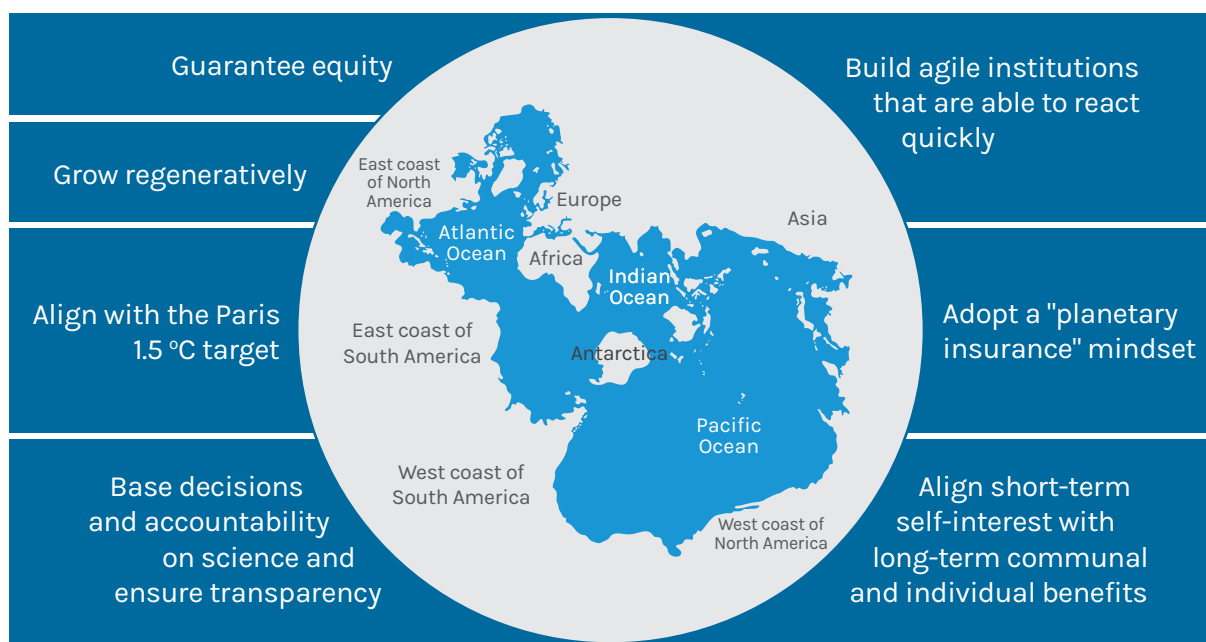 Guarantee equity
Grow regeneratively
Align with the Paris
1.5 ºC target
Base decisions
and accountability
on science and
ensure transparency
East coast
of North
America
Europe
Asia
Atlantic
Ocean
Africa
Indian
Ocean
East coast of
South America
Antarctica
Pacific
Ocean
West coast of
South America
West coast of
North America
Build agile institutions
that are able to react
quickly
Adopt a "planetary
insurance" mindset
Align short-term
self-interest with
long-term communal
and individual benefits